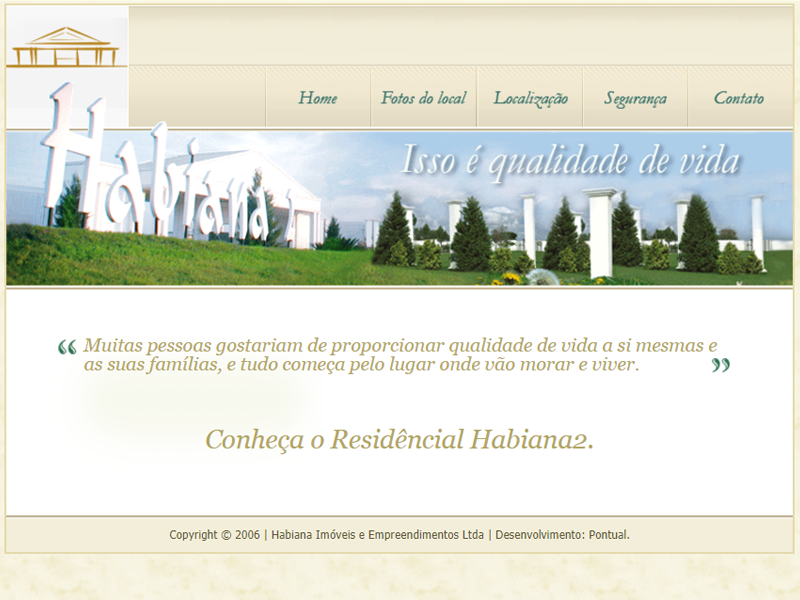 Home
Fotos do local
Localização
Segurança
Contato
Habiana 2
Isso é qualidade de vida
“ Muitas pessoas gostariam de proporcionar qualidade de vida a si mesmas e
as suas famílias, e tudo começa pelo lugar onde vão morar e viver. ”
Conheça o Residêncial Habiana2.
Copyright © 2006 | Habiana Imóveis e Empreendimentos Ltda | Desenvolvimento: Pontual.